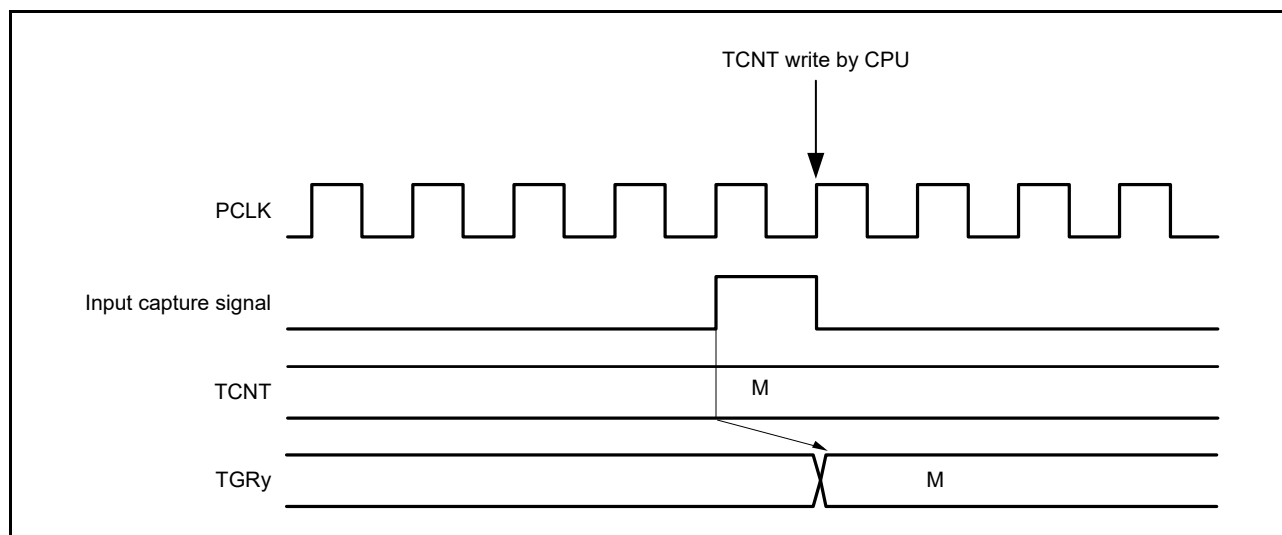 TCNT write by CPU
PCLK
Input capture signal
TCNT
M
TGRy
M